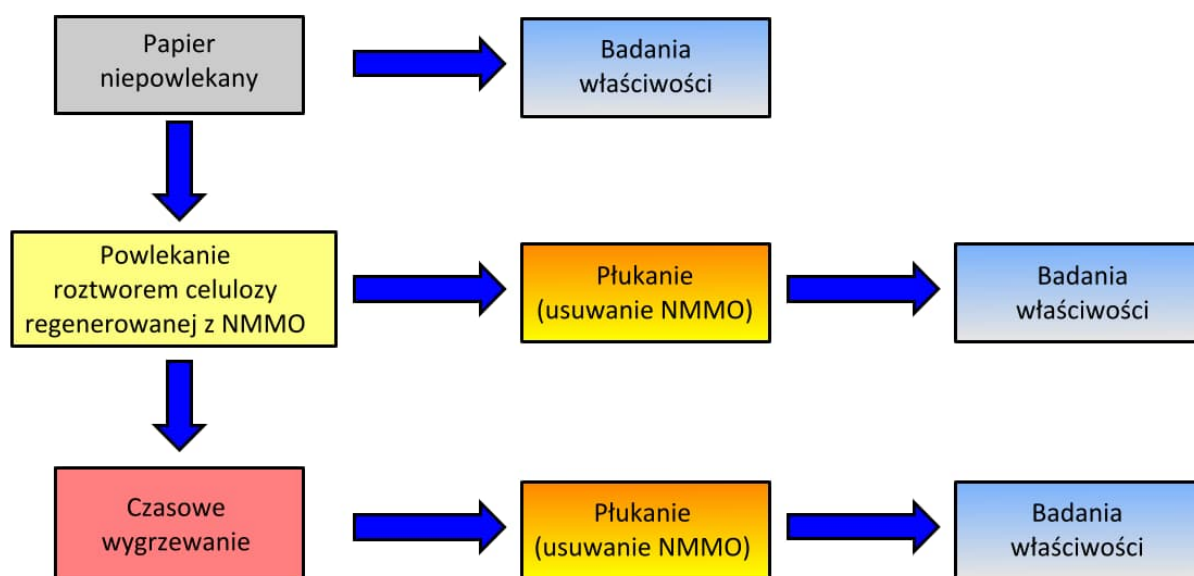 Papier
niepowlekany
Badania
właściwości
Powlekanie
roztworem celulozy
regenerowanej z NMMO
Płukanie
(usuwanie NMMO)
Badania
właściwości
Czasowe
wygrzewanie
Płukanie
(usuwanie NMMO)
Badania
właściwości